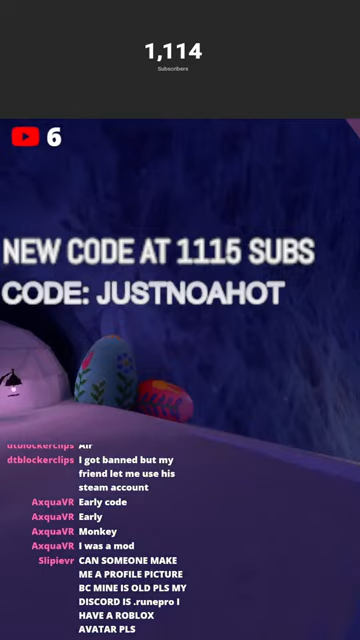 1,114
Subscribers
6
NEW CODE AT 1115 SUBS
CODE: JUSTNOAHOT
dtblockerclips Air
dtblockerclips I got banned but my
friend let me use his
steam account
AxquaVR Early code
AxquaVR Early
AxquaVR Monkey
AxquaVR I was a mod
Slipievr CAN SOMEONE MAKE
ME A PROFILE PICTURE
BC MINE IS OLD PLS MY
DISCORD IS .runepro I
HAVE A ROBLOX
AVATAR PLS